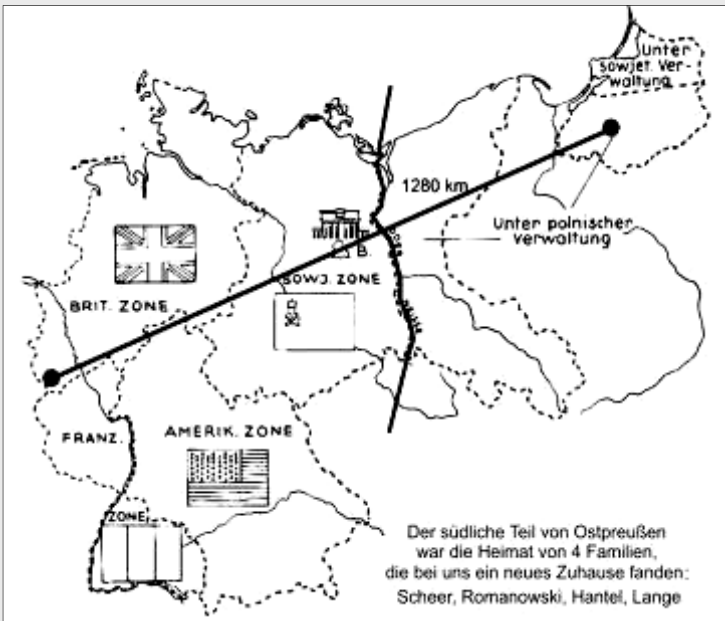 Unter
Sowjet. Ver-
waltung
1280 km
Unter polnischer
Verwaltung
ODER
NEISSE
B.
SOWJ. ZONE
BRIT. ZONE
FRANZ.
AMERIK. ZONE
ZONE
Der südliche Teil von Ostpreußen
war die Heimat von 4 Familien,
die bei uns ein neues Zuhause fanden:
Scheer, Romanowski, Hantel, Lange